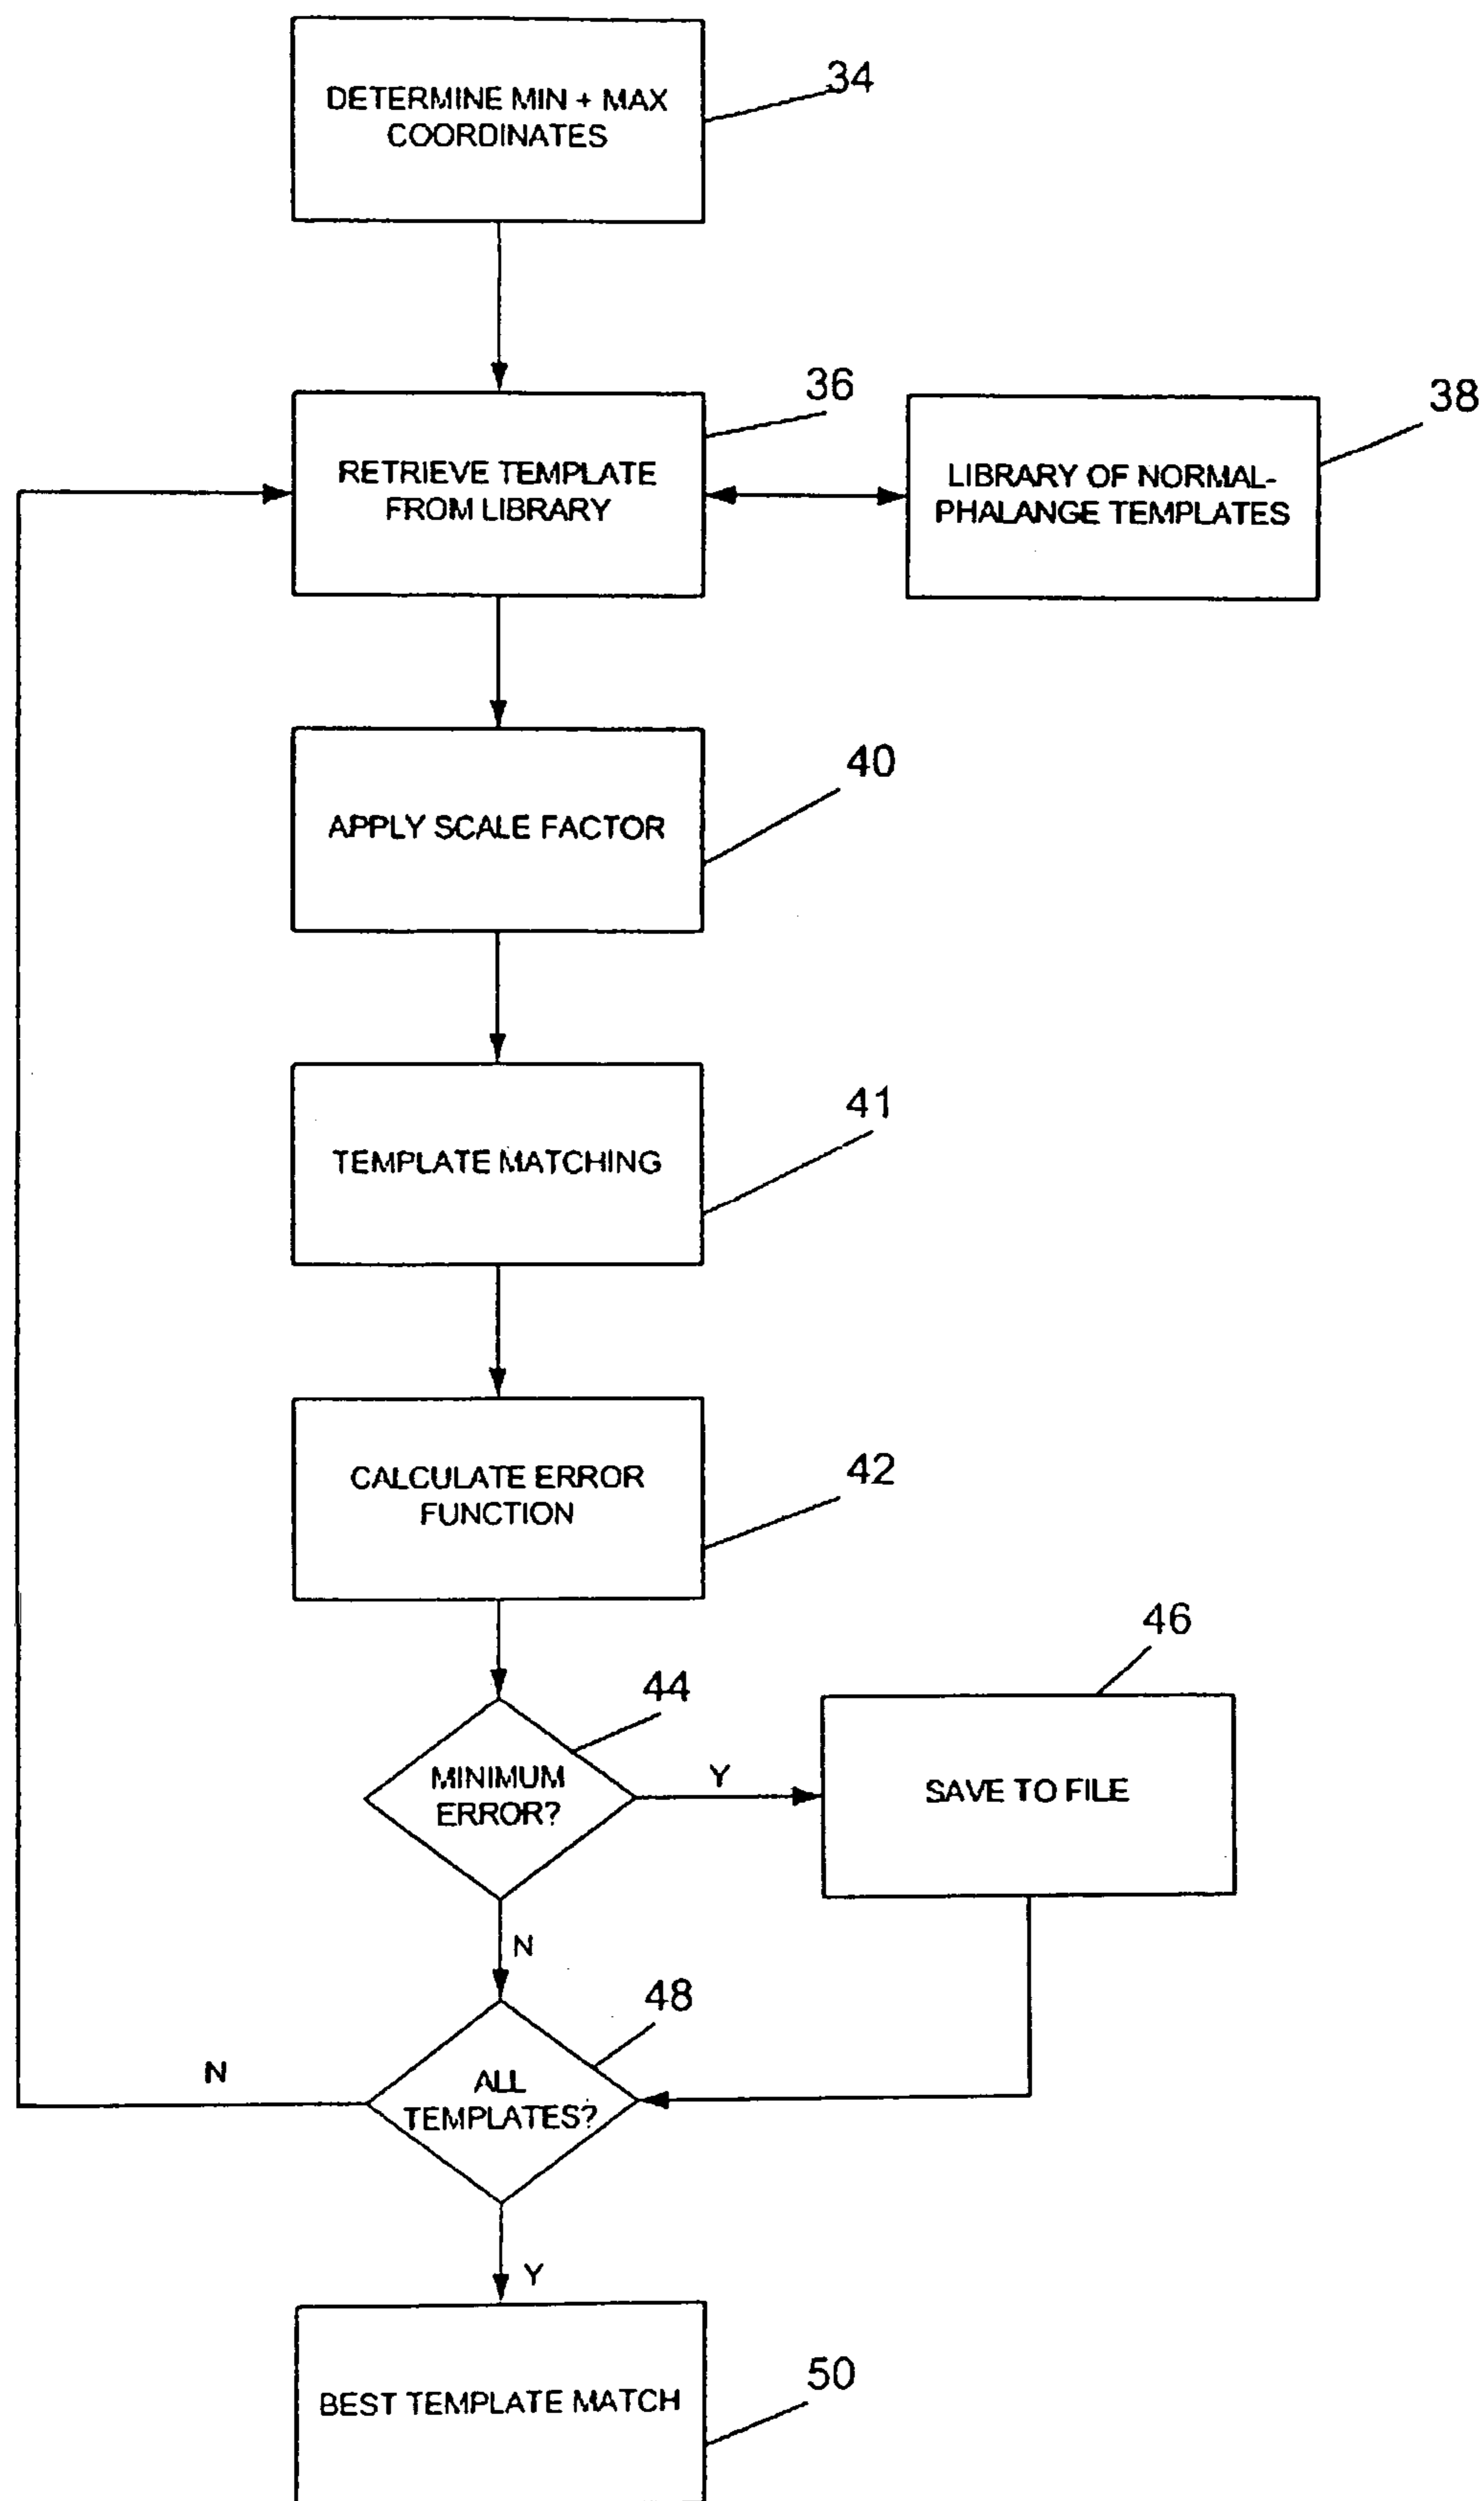 DETERMINE MIN + MAX
COORDINATES
34
36
38
RETRIEVE TEMPLATE
FROM LIBRARY
LIBRARY OF NORMAL-
PHALANGE TEMPLATES
40
APPLY SCALE FACTOR
41
TEMPLATE MATCHING
42
CALCULATE ERROR
FUNCTION
46
44
MINIMUM
ERROR?
Y
SAVE TO FILE
N
48
N
ALL
TEMPLATES?
Y
50
BEST TEMPLATE MATCH